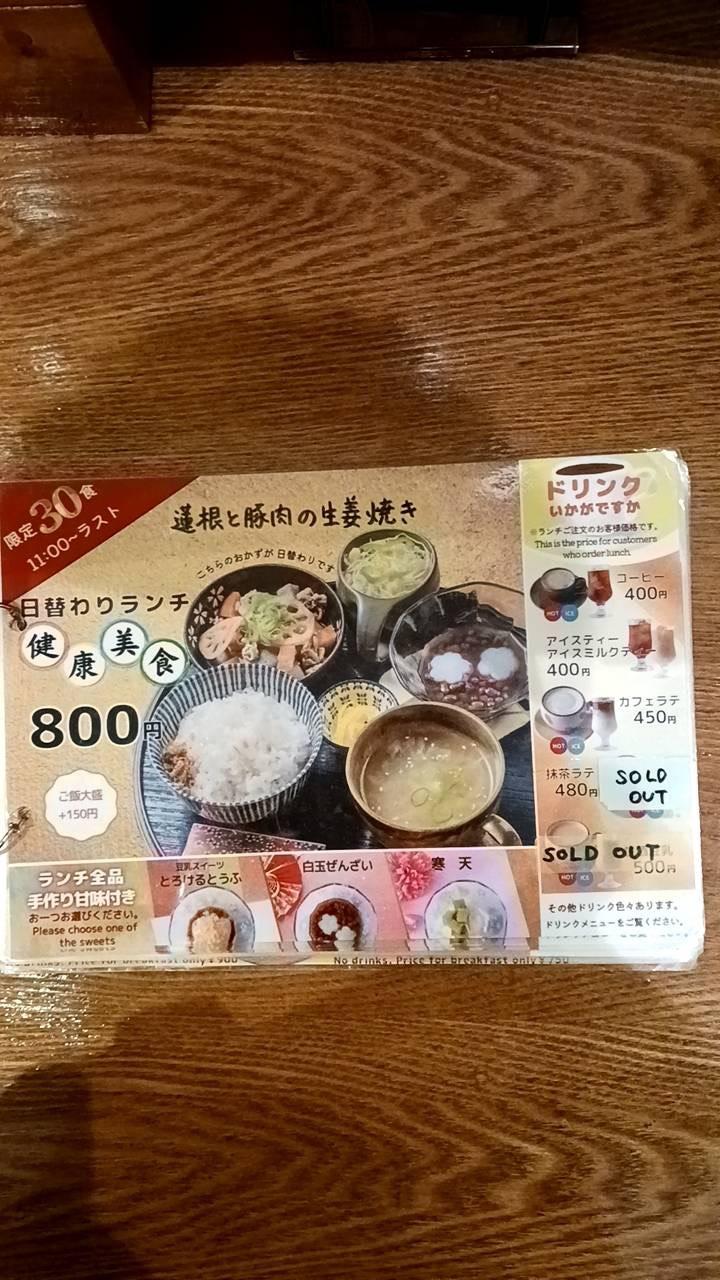 限定30食
11:00〜ラスト
蓮根と豚肉の生姜焼き
こちらのおかずが日替わりです
日替わりランチ
健康美食
800円
ご飯大盛
+150円
ランチ全品
手作り甘味付き
お一つお選びください。
Please choose one of
the sweets
豆乳スイーツ
とろけるとうふ
白玉ぜんざい
寒天
ドリンク
いかがですか
※ランチご注文のお客様価格です。
This is the price for customers
who order lunch.
コーヒー
400円
HOT ICE
アイスティー
アイスミルクティー
400円
カフェラテ
450円
HOT ICE
抹茶ラテ
480円
SOLD
OUT
SOLD OUT
500円
HOT ICE
その他ドリンク色々あります。
ドリンクメニューをご覧ください。
Price for breakfast only ¥900
No drinks. Price for breakfast only ¥750